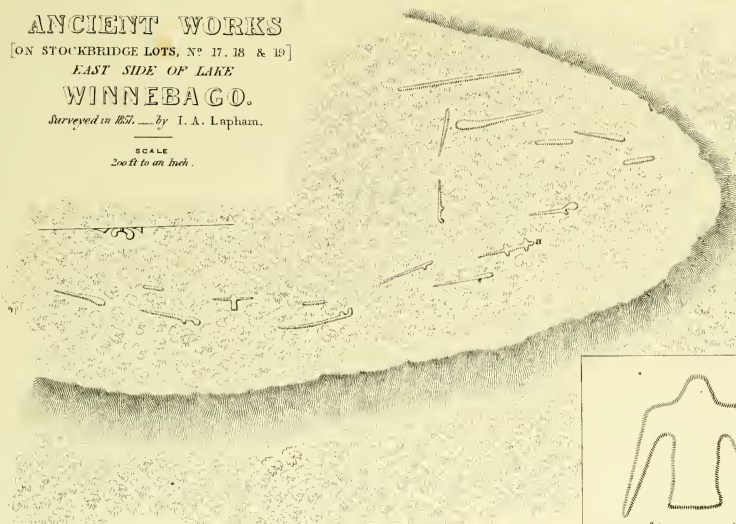 ANCIENT WORKS
[ON STOCKBRIDGE LOTS, Nº 17. 18 & 19]
EAST SIDE OF LAKE
WINNEBAGO.
Surveyed in 1851. — by I. A. Lapham.
SCALE
200 ft to an Inch.
a